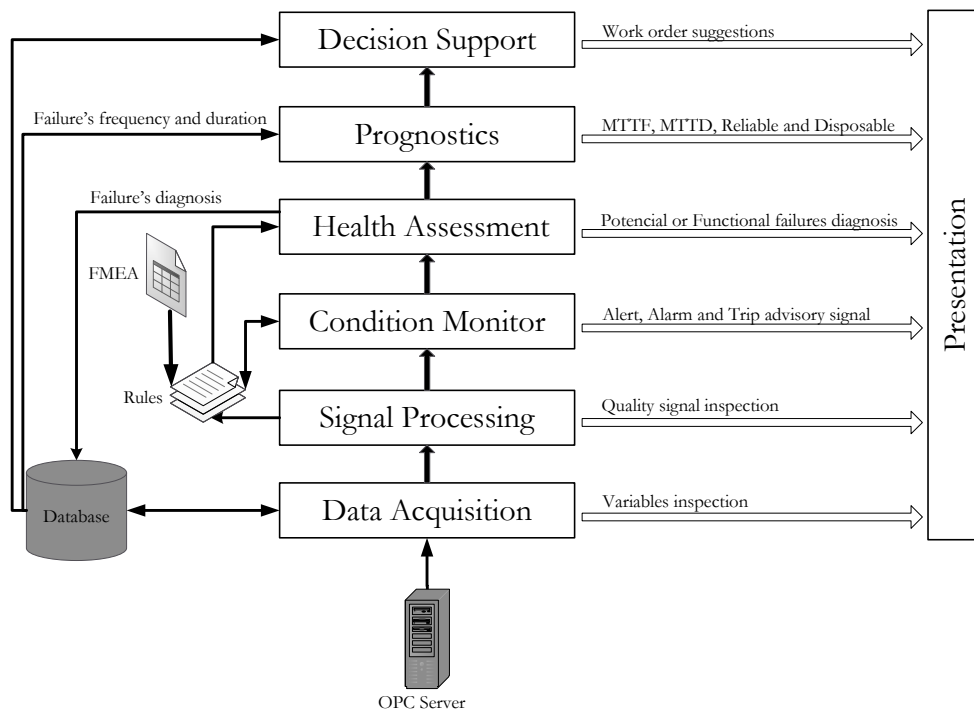 Decision Support
Work order suggestions
Failure's frequency and duration
Prognostics
MTTF, MTTD, Reliable and Disposable
Failure's diagnosis
Health Assessment
Potencial or Functional failures diagnosis
FMEA
Condition Monitor
Alert, Alarm and Trip advisory signal
Rules
Signal Processing
Quality signal inspection
Database
Data Acquisition
Variables inspection
OPC Server
Presentation